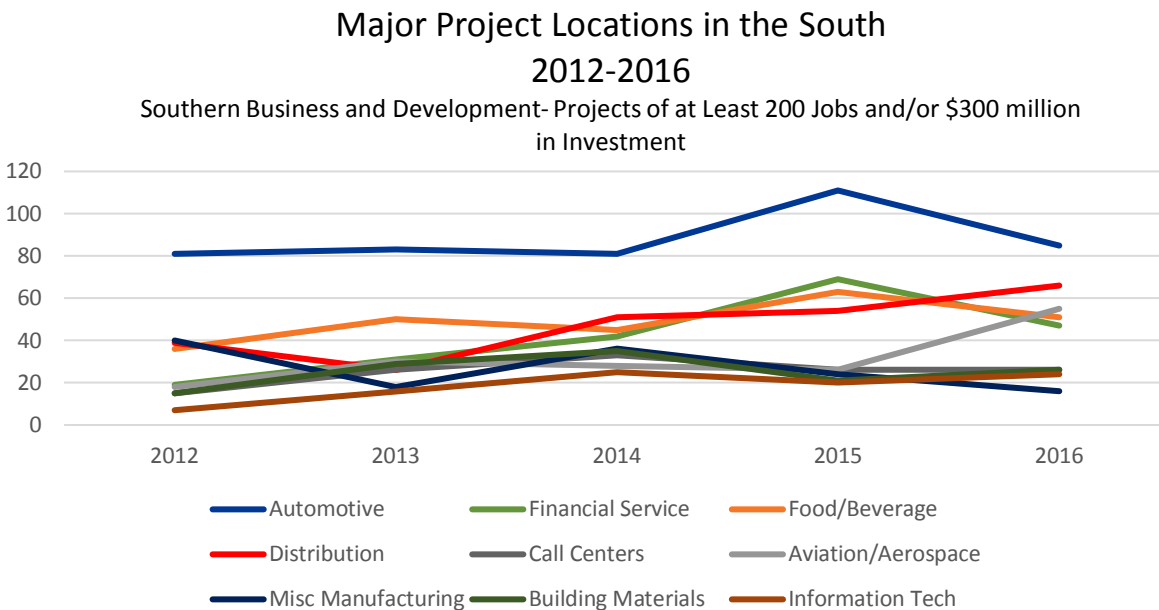 Major Project Locations in the South
2012-2016
Southern Business and Development- Projects of at Least 200 Jobs and/or $300 million
in Investment
120
100
80
60
40
20
0
2012 2013 2014 2015 2016
Automotive Financial Service Food/Beverage
Distribution Call Centers Aviation/Aerospace
Misc Manufacturing Building Materials Information Tech